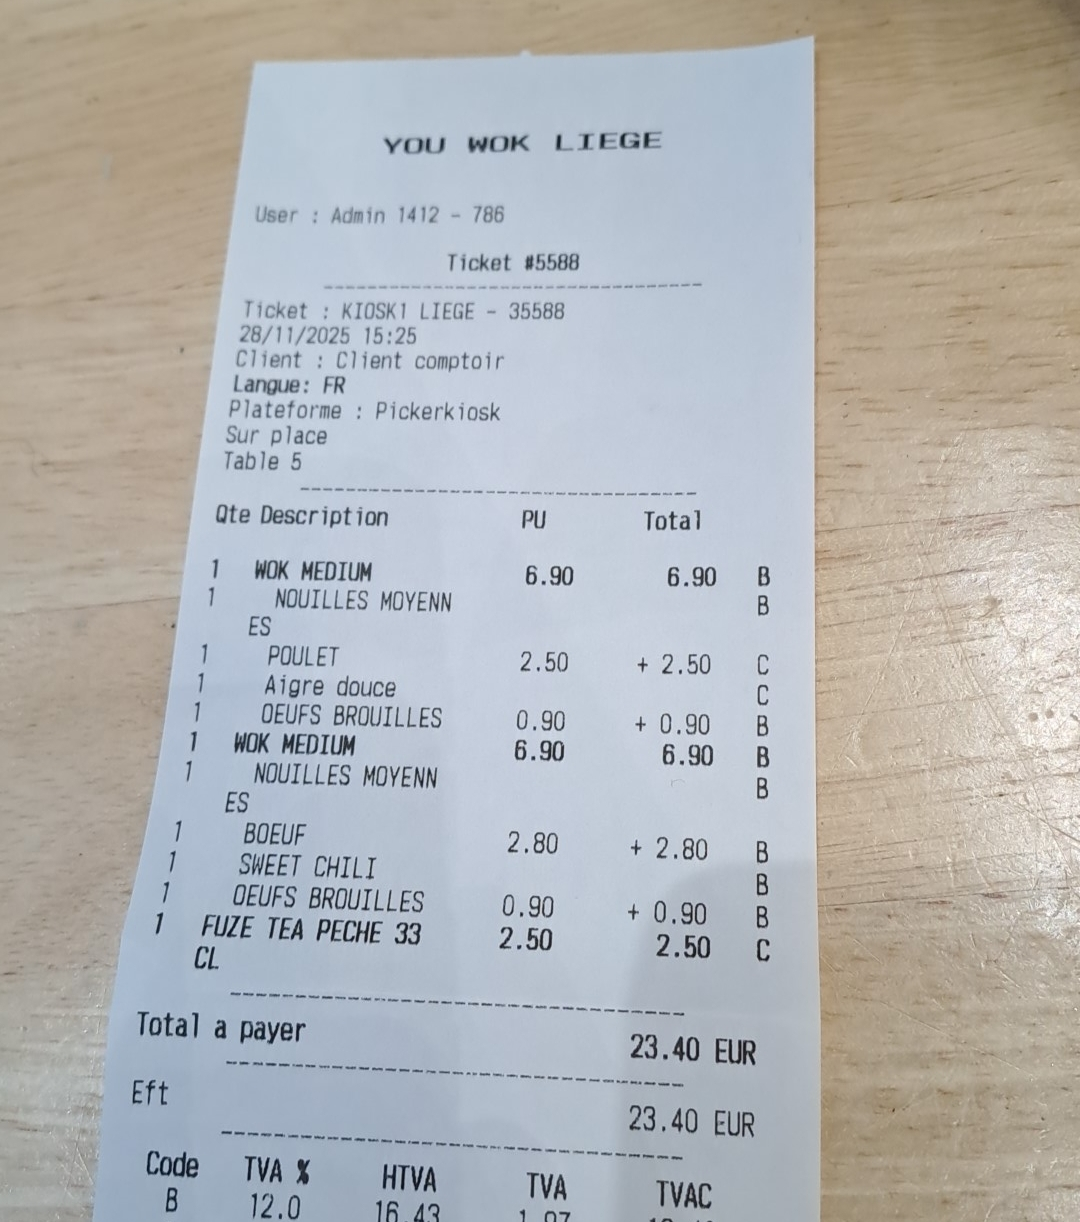 YOU WOK LIEGE
User : Admin 1412 - 786
Ticket #5588
Ticket : KIOSK1 LIEGE - 35588
28/11/2025 15:25
Client : Client comptoir
Langue: FR
Plateforme : Pickerkiosk
Sur place
Table 5
Qte Description PU Total
1 WOK MEDIUM 6.90 6.90 B
1 NOUILLES MOYENN B
ES
1 POULET 2.50 + 2.50 C
1 Aigre douce C
1 OEUFS BROUILLES 0.90 + 0.90 B
1 WOK MEDIUM 6.90 6.90 B
1 NOUILLES MOYENN B
ES
1 BOEUF 2.80 + 2.80 B
1 SWEET CHILI B
1 OEUFS BROUILLES 0.90 + 0.90 B
1 FUZE TEA PECHE 33 2.50 2.50 C
CL
Total a payer 23.40 EUR
Eft 23.40 EUR
Code TVA % HTVA TVA TVAC
B 12.0 16.43 1.97